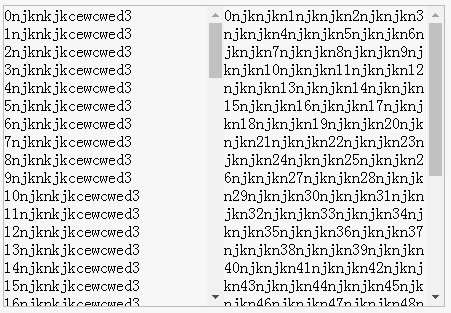 0njknkjkcewcwed3
1njknkjkcewcwed3
2njknkjkcewcwed3
3njknkjkcewcwed3
4njknkjkcewcwed3
5njknkjkcewcwed3
6njknkjkcewcwed3
7njknkjkcewcwed3
8njknkjkcewcwed3
9njknkjkcewcwed3
10njknkjkcewcwed3
11njknkjkcewcwed3
12njknkjkcewcwed3
13njknkjkcewcwed3
14njknkjkcewcwed3
15njknkjkcewcwed3
16njknkjkcewcwed3
0njknjkn1njknjkn2njknjkn3
njknjkn4njknjkn5njknjkn6n
jknjkn7njknjkn8njknjkn9nj
knjkn10njknjkn11njknjkn12
njknjkn13njknjkn14njknjkn
15njknjkn16njknjkn17njknj
kn18njknjkn19njknjkn20njk
njkn21njknjkn22njknjkn23n
jknjkn24njknjkn25njknjkn2
6njknjkn27njknjkn28njknjk
n29njknjkn30njknjkn31njkn
jkn32njknjkn33njknjkn34nj
knjkn35njknjkn36njknjkn37
njknjkn38njknjkn39njknjkn
40njknjkn41njknjkn42njknj
kn43njknjkn44njknjkn45njk
njkn46njknjkn47njknjkn48n